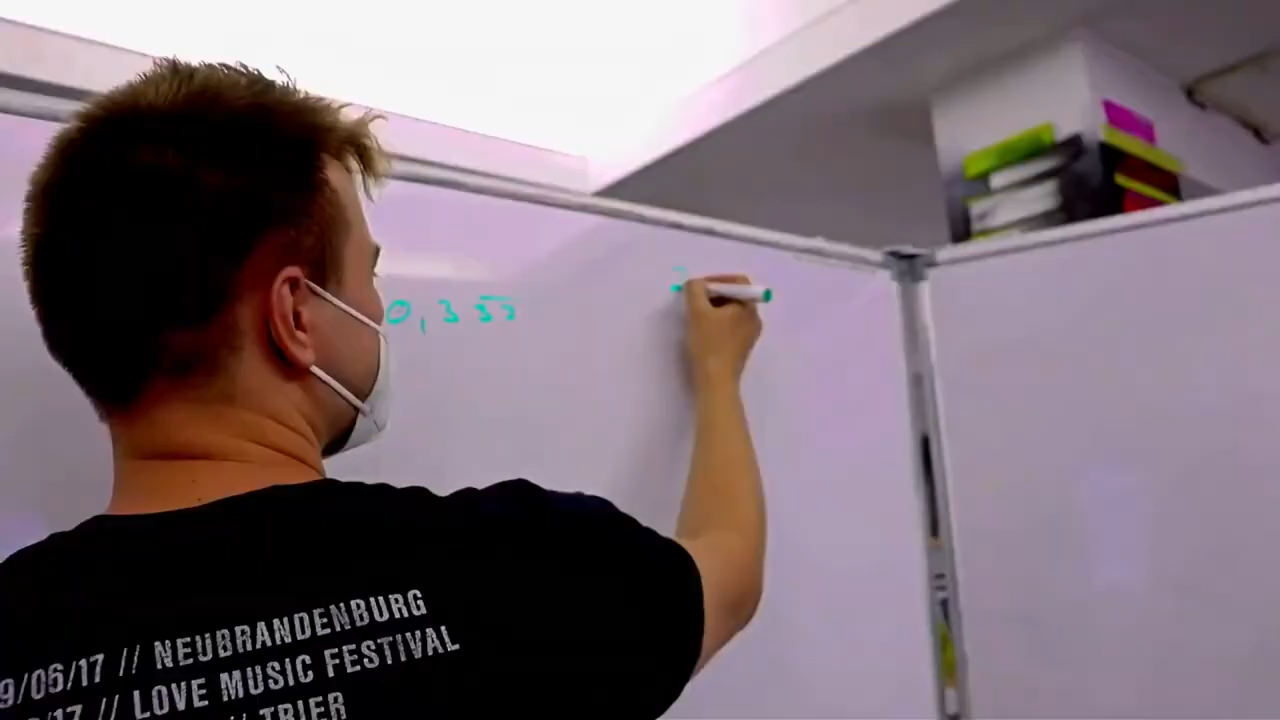 0,355
9/06/17 // NEUBRANDENBURG
/17 // LOVE MUSIC FESTIVAL
// TRIER